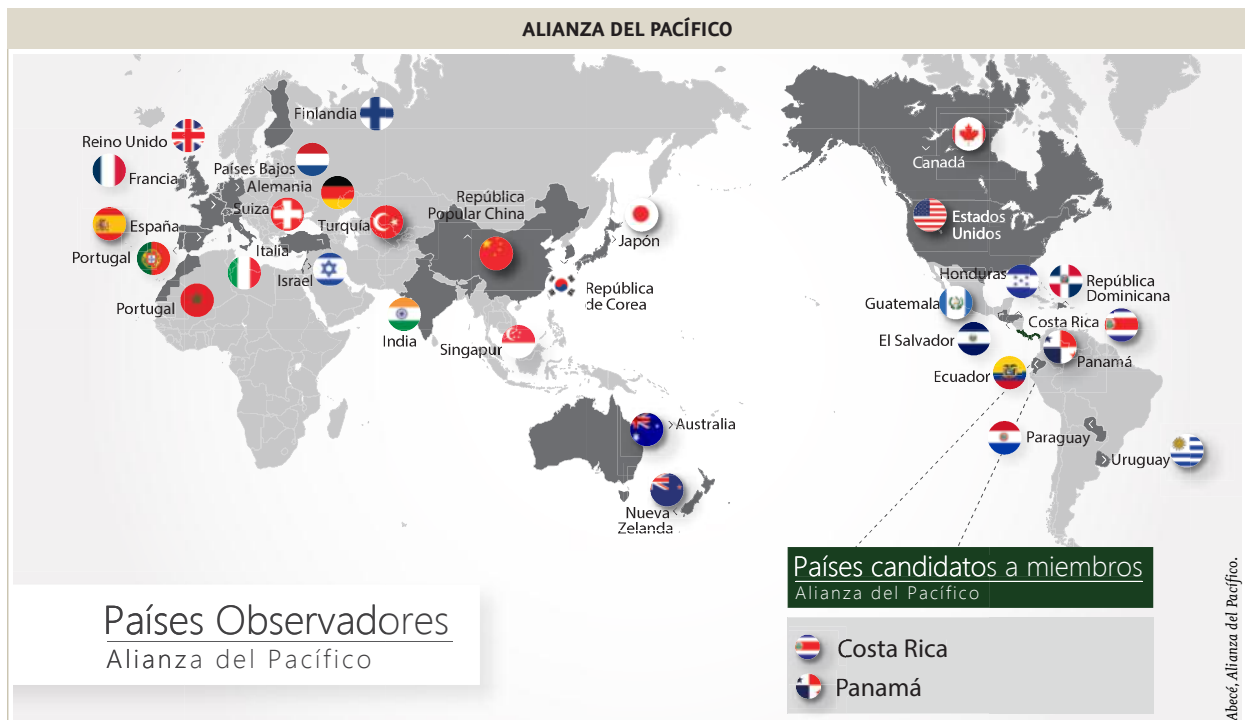 ALIANZA DEL PACÍFICO
Finlandia
Reino Unido
Países Bajos
Francia
Alemania
Suiza
España
Turquía
Portugal
Italia
Israel
Portugal
República
Popular China
Japón
República
de Corea
India
Singapur
Australia
Nueva
Zelanda
Canadá
Estados
Unidos
Honduras
República
Dominicana
Guatemala
Costa Rica
El Salvador
Panamá
Ecuador
Paraguay
Uruguay
Países Observadores
Alianza del Pacífico
Países candidatos a miembros
Alianza del Pacífico
Costa Rica
Panamá
Abecé, Alianza del Pacífico.